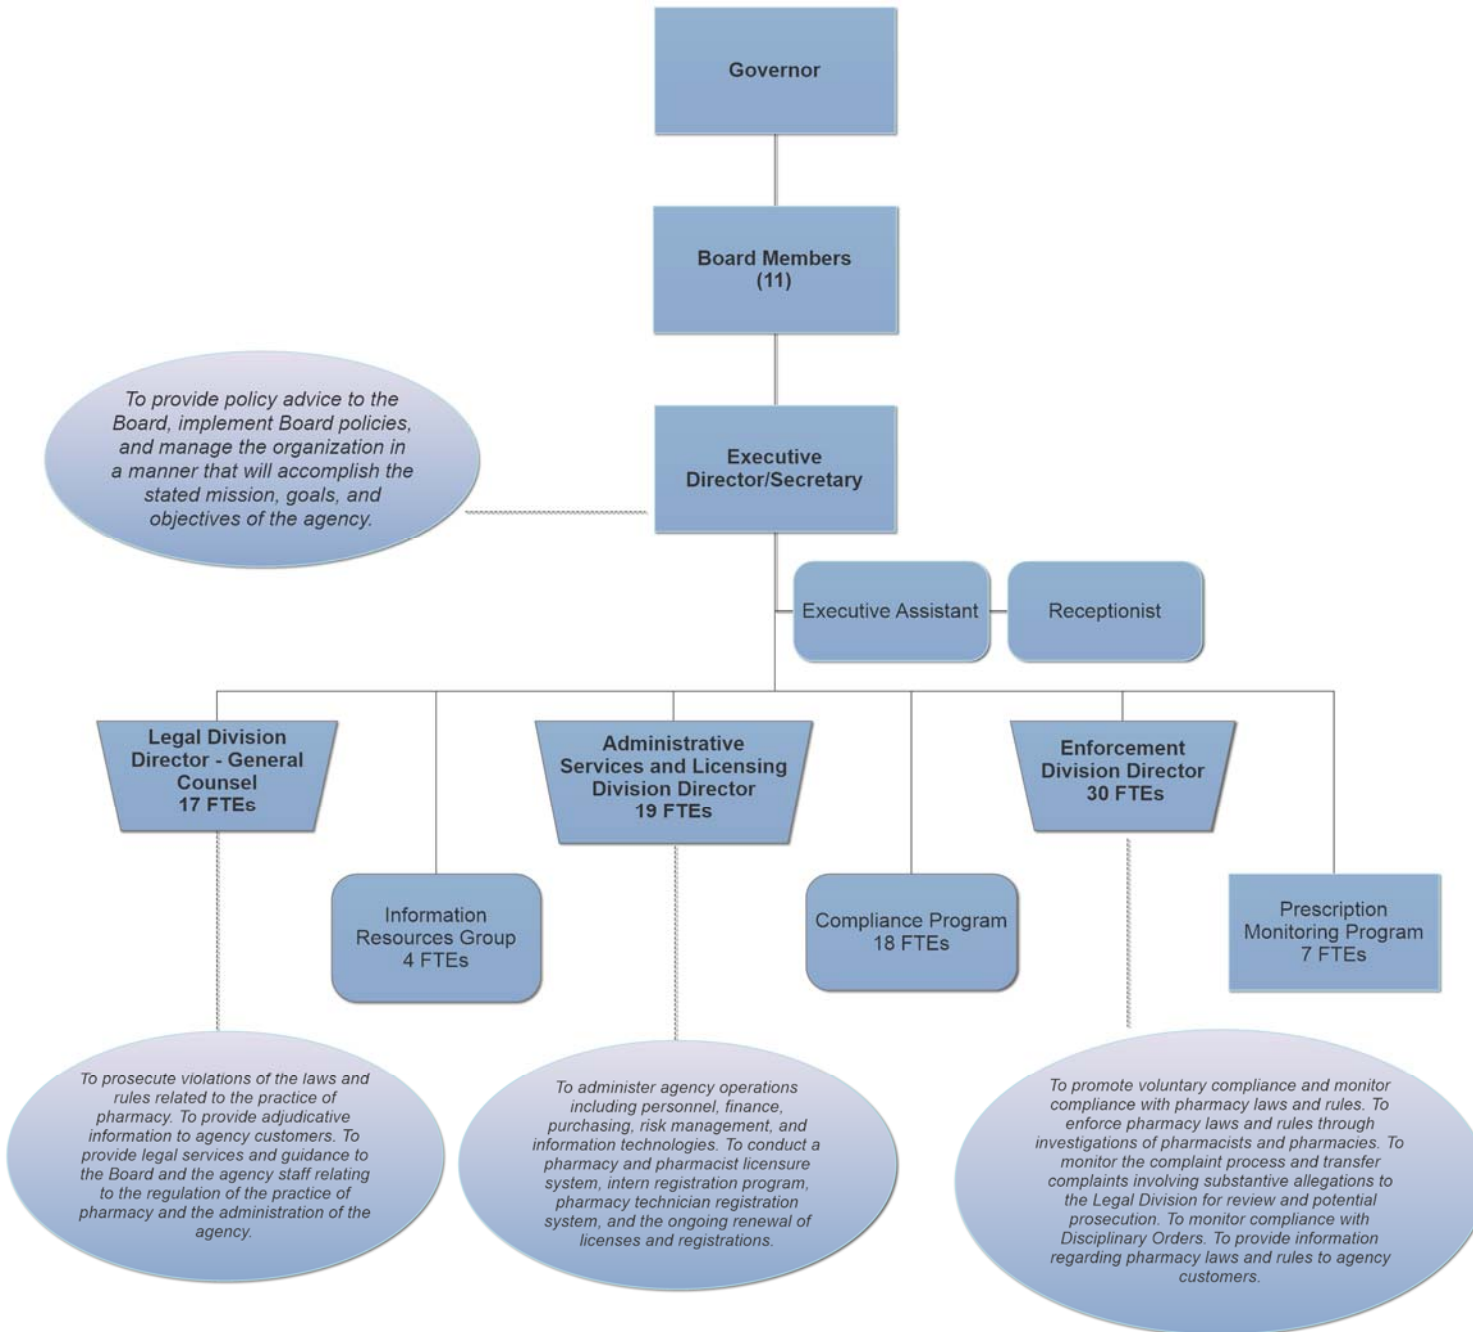 Governor
Board Members
(11)
To provide policy advice to the
Board, implement Board policies,
and manage the organization in
a manner that will accomplish the
stated mission, goals, and
objectives of the agency.
Executive
Director/Secretary
Executive Assistant
Receptionist
Legal Division
Director - General
Counsel
17 FTEs
Administrative
Services and Licensing
Division Director
19 FTEs
Enforcement
Division Director
30 FTEs
Information
Resources Group
4 FTEs
Compliance Program
18 FTEs
Prescription
Monitoring Program
7 FTEs
To prosecute violations of the laws and
rules related to the practice of
pharmacy. To provide adjudicative
information to agency customers. To
provide legal services and guidance to
the Board and the agency staff relating
to the regulation of the practice of
pharmacy and the administration of the
agency.
To administer agency operations
including personnel, finance,
purchasing, risk management, and
information technologies. To conduct a
pharmacy and pharmacist licensure
system, intern registration program,
pharmacy technician registration
system, and the ongoing renewal of
licenses and registrations.
To promote voluntary compliance and monitor
compliance with pharmacy laws and rules. To
enforce pharmacy laws and rules through
investigations of pharmacists and pharmacies. To
monitor the complaint process and transfer
complaints involving substantive allegations to
the Legal Division for review and potential
prosecution. To monitor compliance with
Disciplinary Orders. To provide information
regarding pharmacy laws and rules to agency
customers.